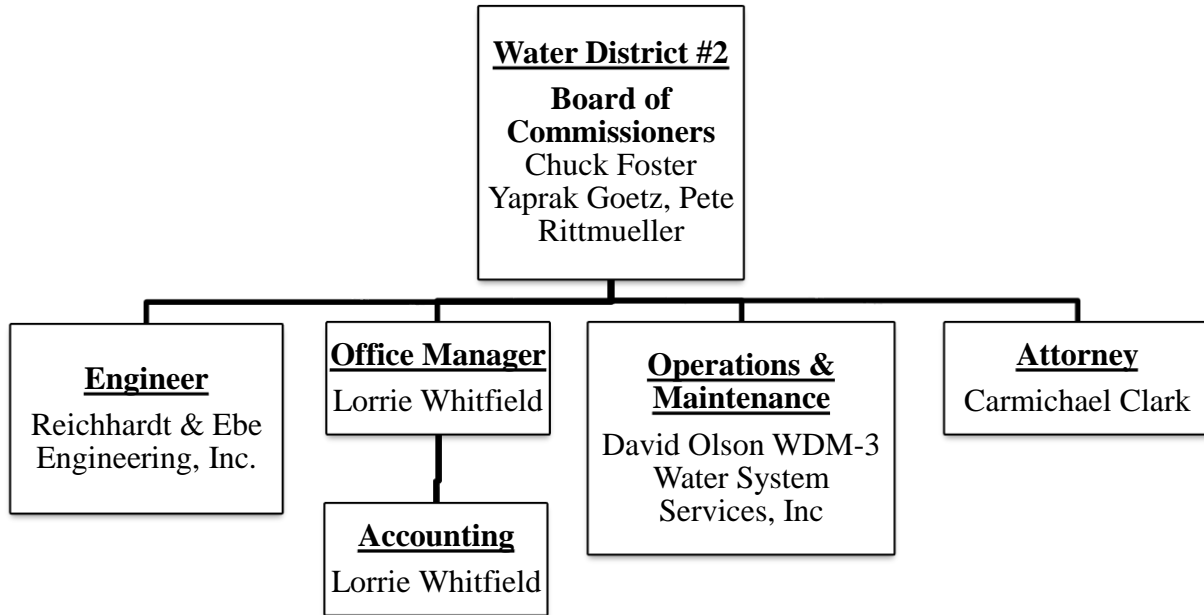 Water District #2
Board of
Commissioners
Chuck Foster
Yaprak Goetz, Pete
Rittmueller
Engineer
Reichhardt & Ebe
Engineering, Inc.
Office Manager
Lorrie Whitfield
Accounting
Lorrie Whitfield
Operations &
Maintenance
David Olson WDM-3
Water System
Services, Inc
Attorney
Carmichael Clark